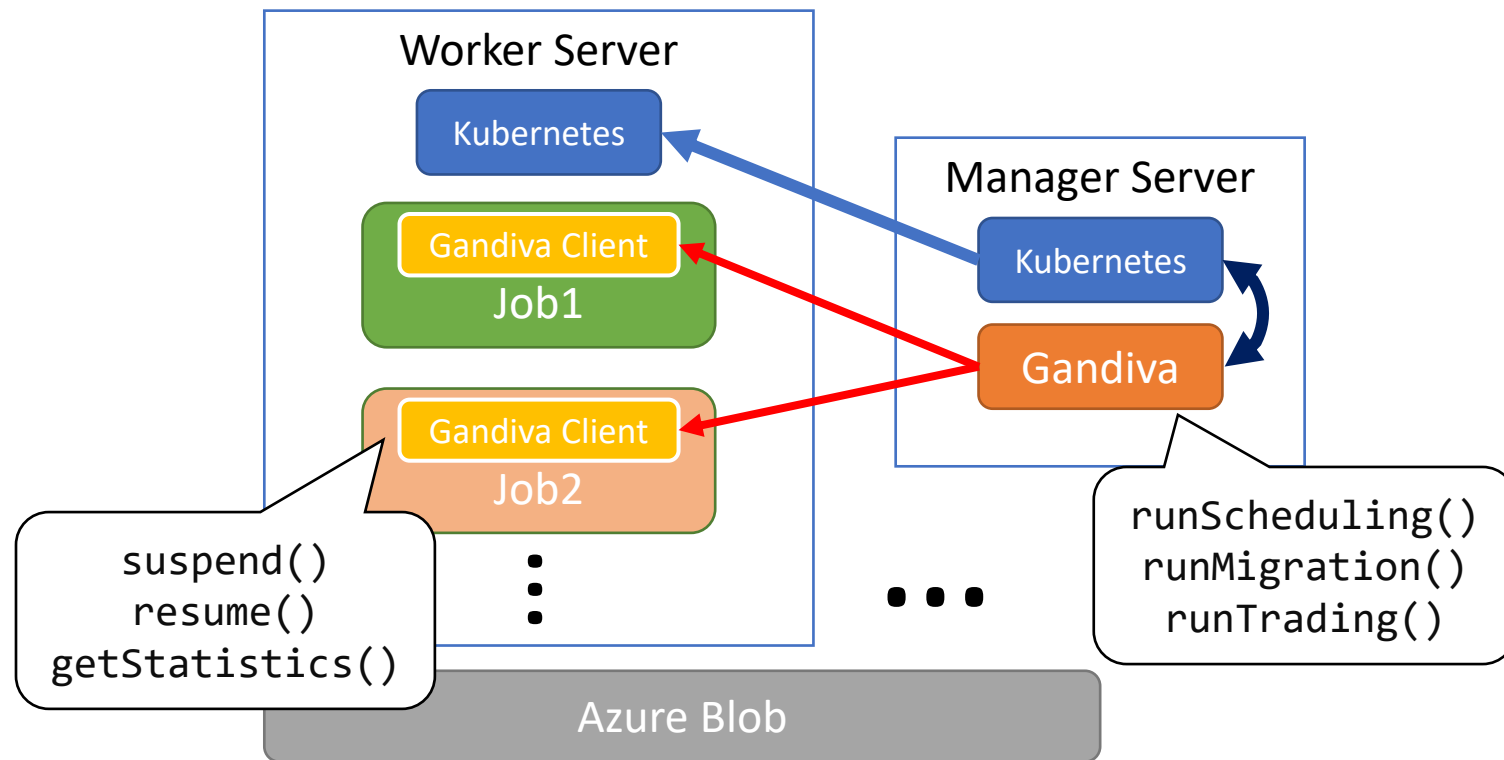 Worker Server
Kubernetes
Gandiva Client
Job1
Gandiva Client
Job2
suspend()
resume()
getStatistics()
Manager Server
Kubernetes
Gandiva
runScheduling()
runMigration()
runTrading()
Azure Blob